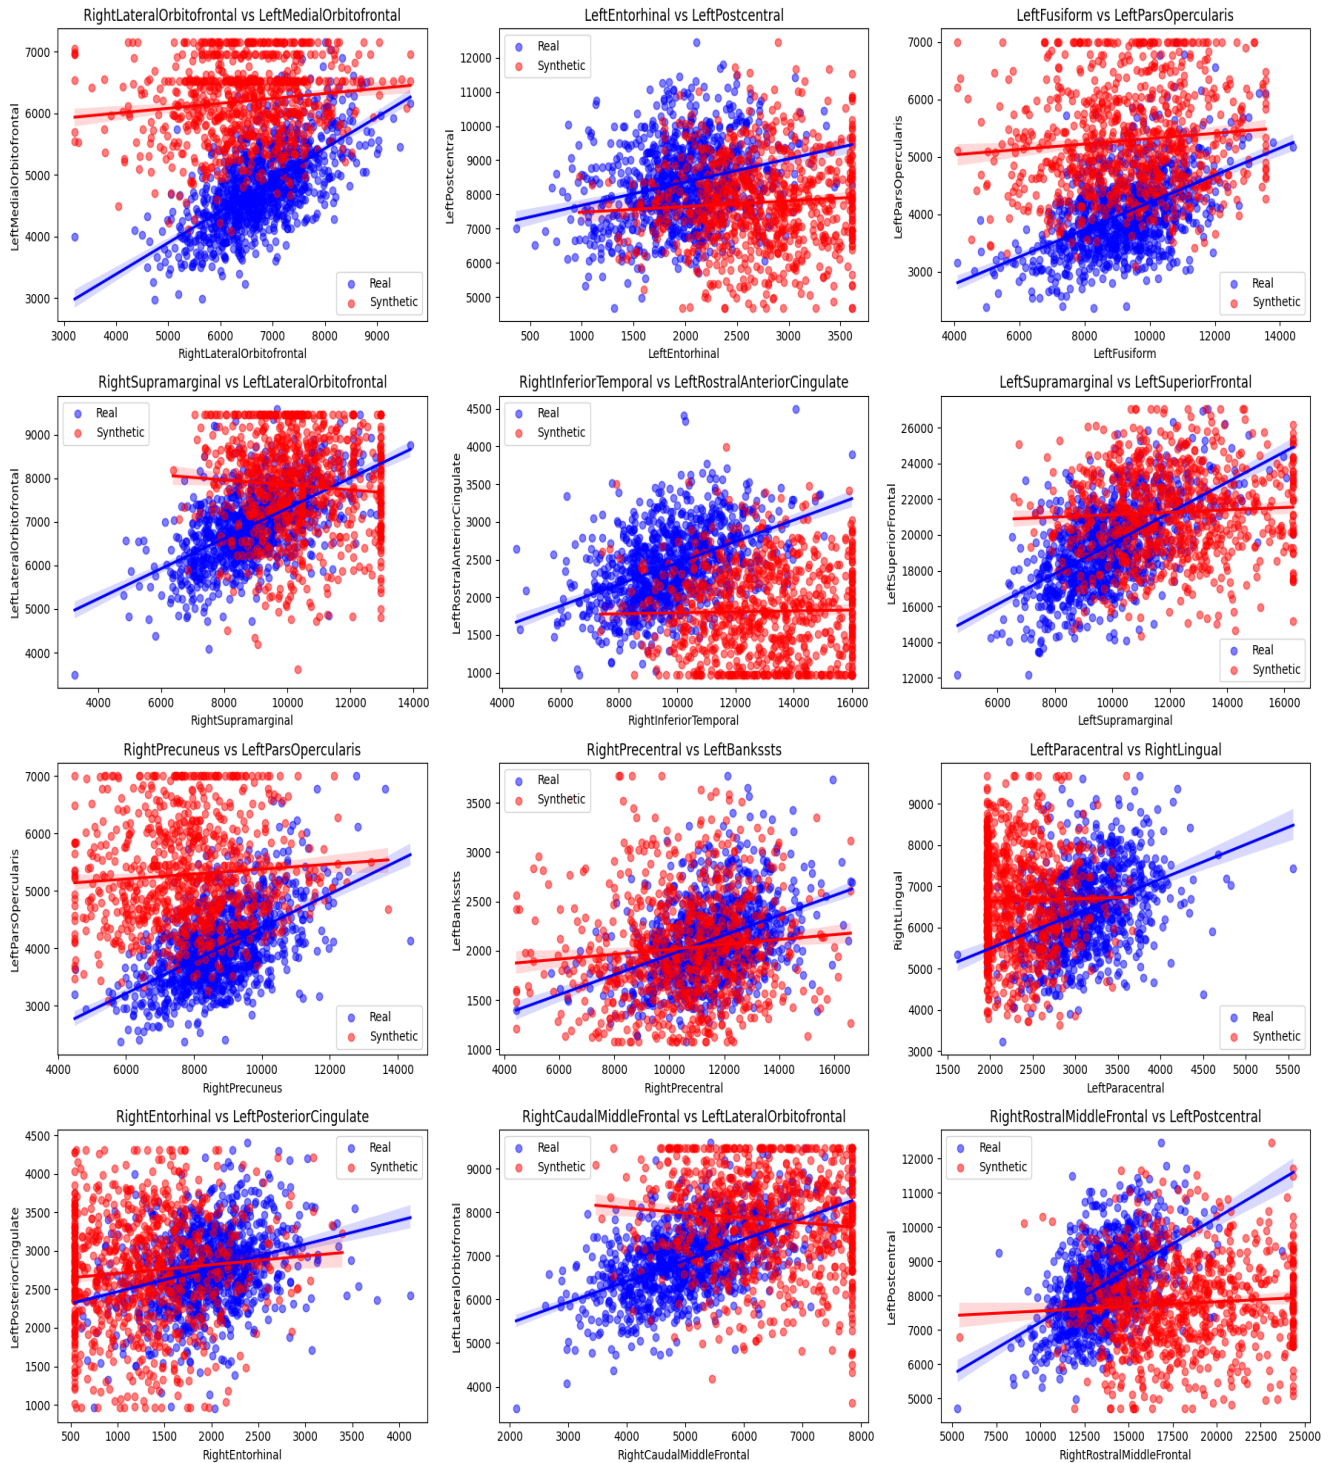 RightLateralOrbitofrontal vs LeftMedialOrbitofrontal
LeftMedialOrbitofrontal
7000
6000
5000
4000
3000
3000
4000
5000
6000
7000
8000
9000
RightLateralOrbitofrontal
Real
Synthetic
LeftEntorhinal vs LeftPostcentral
LeftPostcentral
12000
11000
10000
9000
8000
7000
6000
5000
500
1000
1500
2000
2500
3000
3500
LeftEntorhinal
Real
Synthetic
LeftFusiform vs LeftParsOpercularis
LeftParsOpercularis
7000
6000
5000
4000
3000
4000
6000
8000
10000
12000
14000
LeftFusiform
Real
Synthetic
RightSupramarginal vs LeftLateralOrbitofrontal
LeftLateralOrbitofrontal
9000
8000
7000
6000
5000
4000
4000
6000
8000
10000
12000
14000
RightSupramarginal
Real
Synthetic
RightInferiorTemporal vs LeftRostralAnteriorCingulate
LeftRostralAnteriorCingulate
4500
4000
3500
3000
2500
2000
1500
1000
4000
6000
8000
10000
12000
14000
16000
RightInferiorTemporal
Real
Synthetic
LeftSupramarginal vs LeftSuperiorFrontal
LeftSuperiorFrontal
26000
24000
22000
20000
18000
16000
14000
12000
6000
8000
10000
12000
14000
16000
LeftSupramarginal
Real
Synthetic
RightPrecuneus vs LeftParsOpercularis
LeftParsOpercularis
7000
6000
5000
4000
3000
4000
6000
8000
10000
12000
14000
RightPrecuneus
Real
Synthetic
RightPrecentral vs LeftBankssts
LeftBankssts
3500
3000
2500
2000
1500
1000
4000
6000
8000
10000
12000
14000
16000
RightPrecentral
Real
Synthetic
LeftParacentral vs RightLingual
RightLingual
9000
8000
7000
6000
5000
4000
3000
1500
2000
2500
3000
3500
4000
4500
5000
5500
LeftParacentral
Real
Synthetic
RightEntorhinal vs LeftPosteriorCingulate
LeftPosteriorCingulate
4500
4000
3500
3000
2500
2000
1500
1000
500
1000
1500
2000
2500
3000
3500
4000
RightEntorhinal
Real
Synthetic
RightCaudalMiddleFrontal vs LeftLateralOrbitofrontal
LeftLateralOrbitofrontal
9000
8000
7000
6000
5000
4000
2000
3000
4000
5000
6000
7000
8000
RightCaudalMiddleFrontal
Real
Synthetic
RightRostralMiddleFrontal vs LeftPostcentral
LeftPostcentral
12000
11000
10000
9000
8000
7000
6000
5000
5000
7500
10000
12500
15000
17500
20000
22500
25000
RightRostralMiddleFrontal
Real
Synthetic